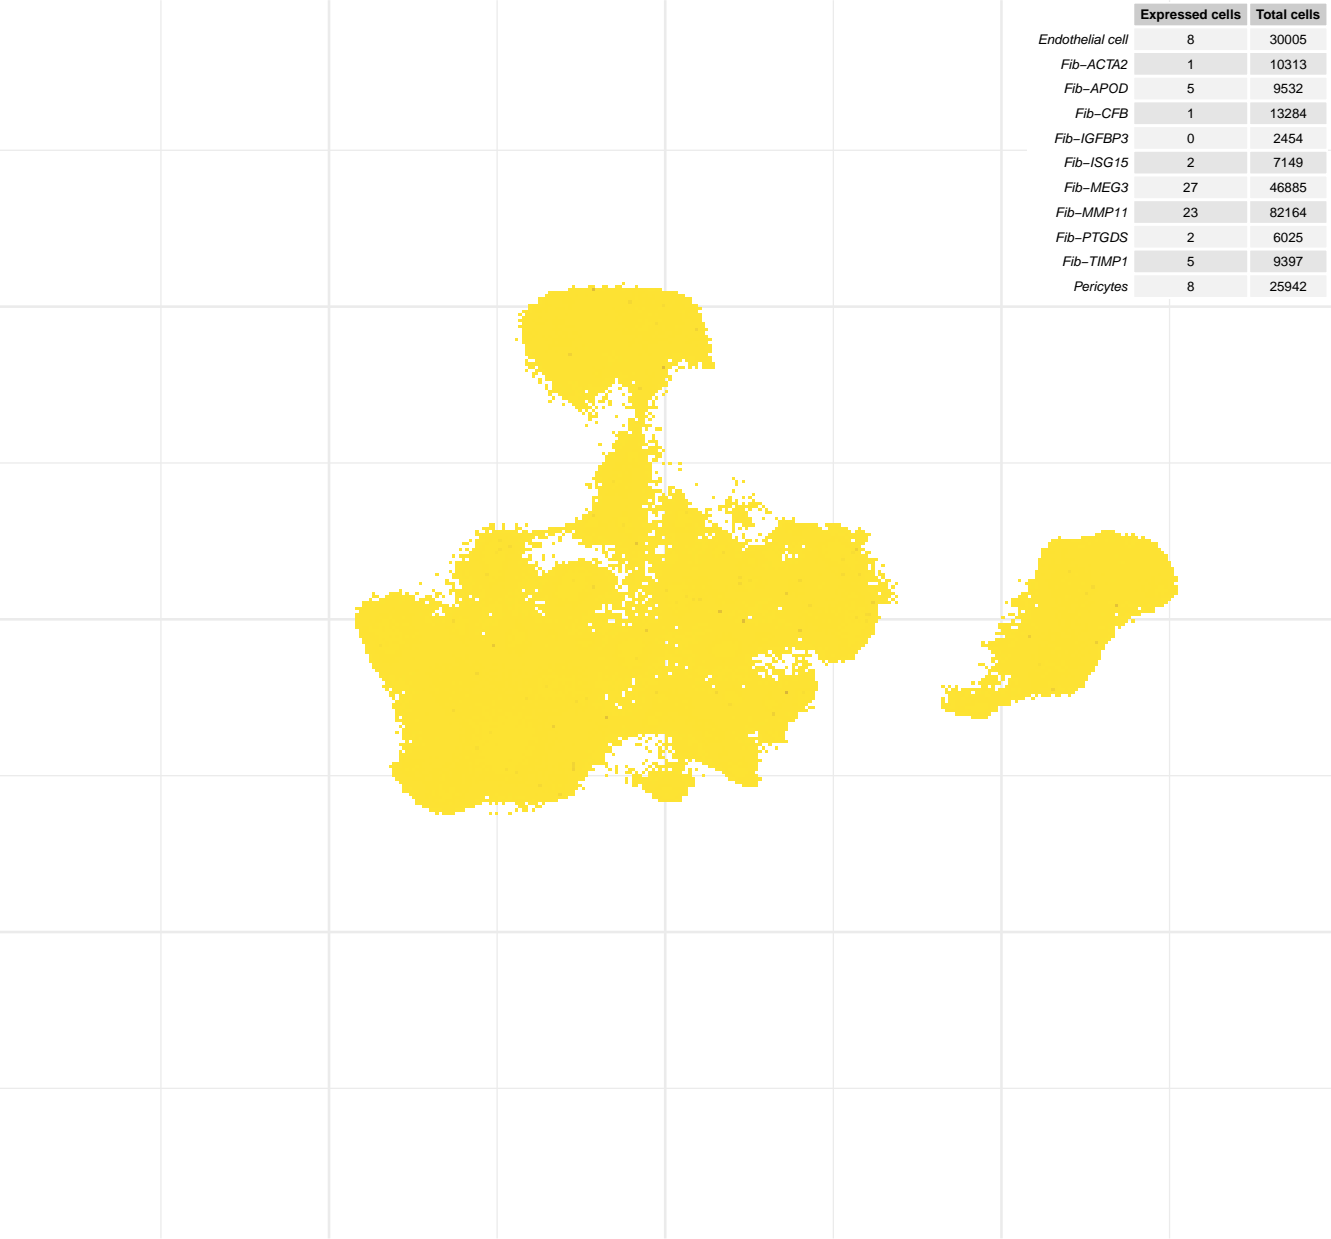 Expressed cells Total cells
Endothelial cell 8 30005
Fib−ACTA2 1 10313
Fib−APOD 5 9532
Fib−CFB 1 13284
Fib−IGFBP3 0 2454
Fib−ISG15 2 7149
Fib−MEG3 27 46885
Fib−MMP11 23 82164
Fib−PTGDS 2 6025
Fib−TIMP1 5 9397
Pericytes 8 25942